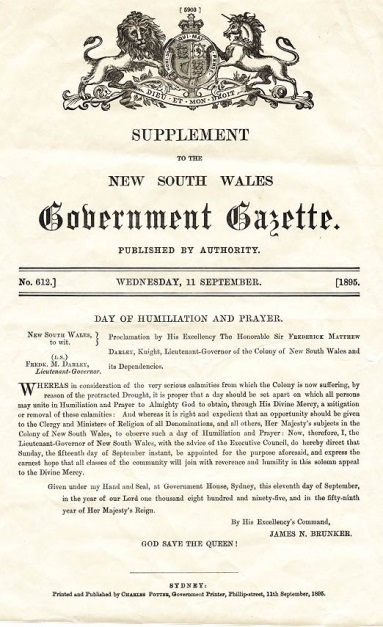 [ 5903 ]
QUI MAL Y PENSE
DIEU · ET · MON · DROIT
SUPPLEMENT
TO THE
NEW SOUTH WALES
Government Gazette.
PUBLISHED BY AUTHORITY.
No. 612.] WEDNESDAY, 11 SEPTEMBER. [1895.
DAY OF HUMILIATION AND PRAYER.
NEW SOUTH WALES, to wit. } Proclamation by His Excellency The Honorable Sir FREDERICK MATTHEW
(L.S.) DARLEY, Knight, Lieutenant-Governor of the Colony of New South Wales and
FREDK. M. DARLEY, Lieutenant-Governor. its Dependencies.
WHEREAS in consideration of the very serious calamities from which the Colony is now suffering, by
reason of the protracted Drought, it is proper that a day should be set apart on which all persons
may unite in Humiliation and Prayer to Almighty God to obtain, through His Divine Mercy, a mitigation
or removal of these calamities: And whereas it is right and expedient that an opportunity should be given
to the Clergy and Ministers of Religion of all Denominations, and all others, Her Majesty's subjects in the
Colony of New South Wales, to observe such a day of Humiliation and Prayer: Now, therefore, I, the
Lieutenant-Governor of New South Wales, with the advice of the Executive Council, do hereby direct that
Sunday, the fifteenth day of September instant, be appointed for the purpose aforesaid, and express the
earnest hope that all classes of the community will join with reverence and humility in this solemn appeal
to the Divine Mercy.
Given under my Hand and Seal, at Government House, Sydney, this eleventh day of September,
in the year of our Lord one thousand eight hundred and ninety-five, and in the fifty-ninth
year of Her Majesty's Reign.
By His Excellency's Command,
JAMES N. BRUNKER.
GOD SAVE THE QUEEN!
SYDNEY:
Printed and Published by CHARLES POTTER, Government Printer, Phillip-street, 11th September, 1895.